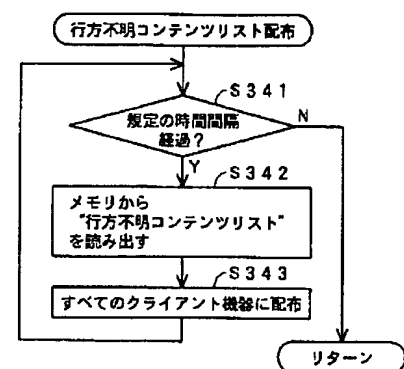 行方不明コンテンツリスト配布
S341
規定の時間間隔
経過?
N
Y
S342
メモリから
"行方不明コンテンツリスト"
を読み出す
S343
すべてのクライアント機器に配布
リターン